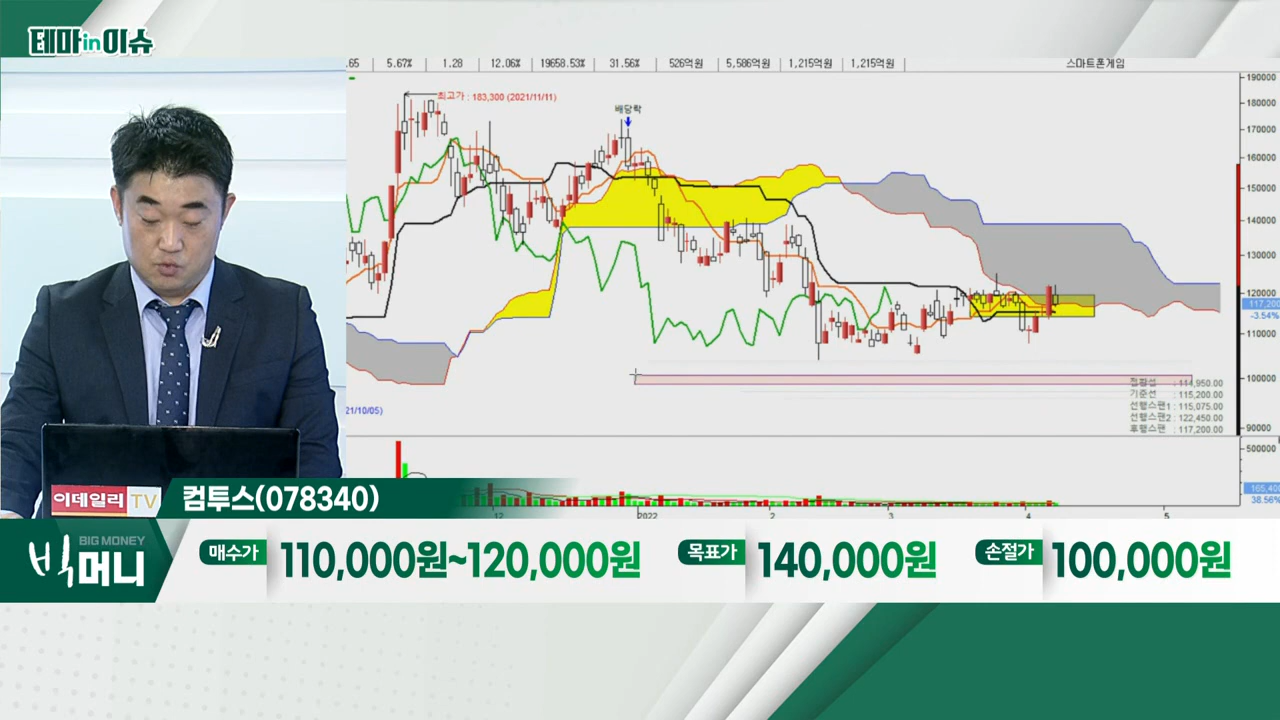 테마in이슈
.65 5.67% 1.28 12.06% 19658.53% 31.56% 526억원 5,586억원 1,215억원 1,215억원 스마트폰게임
최고가 : 183,300 (2021/11/11)
배당락
190000
180000
170000
160000
150000
140000
130000
120000
117,200
-3.54%
110000
100000
90000
500000
165,400
38.56%
21/10/05)
: 114,950.00
기준선 : 115,200.00
선행스팬1 : 115,075.00
선행스팬2 : 122,450.00
후행스팬 : 117,200.00
12 2022 2 3 4 5
이데일리TV
컴투스(078340)
BIG MONEY
빅머니
매수가 110,000원~120,000원
목표가 140,000원
손절가 100,000원